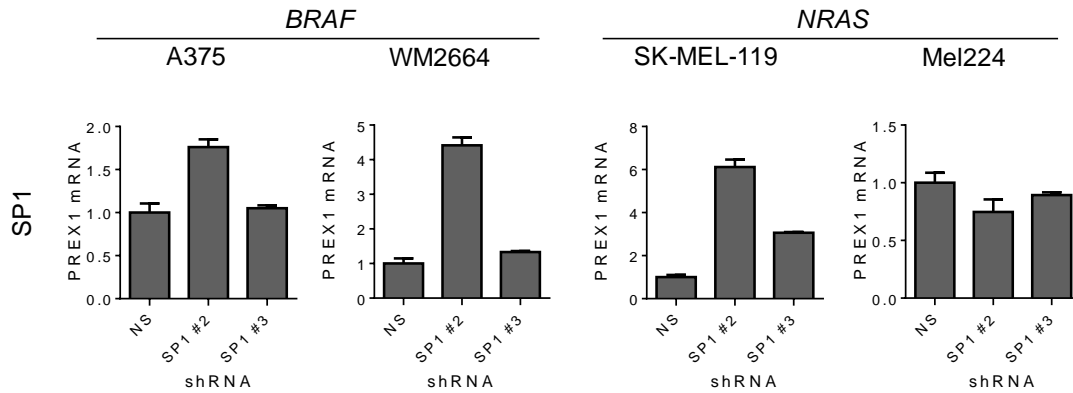 BRAF
NRAS
A375
WM2664
SK-MEL-119
Mel224
SP1
PREX1 mRNA
2.0
1.5
1.0
0.5
0.0
NS
SP1 #2
SP1 #3
shRNA
PREX1 mRNA
5
4
3
2
1
0
NS
SP1 #2
SP1 #3
shRNA
PREX1 mRNA
8
6
4
2
0
NS
SP1 #2
SP1 #3
shRNA
PREX1 mRNA
1.5
1.0
0.5
0.0
NS
SP1 #2
SP1 #3
shRNA